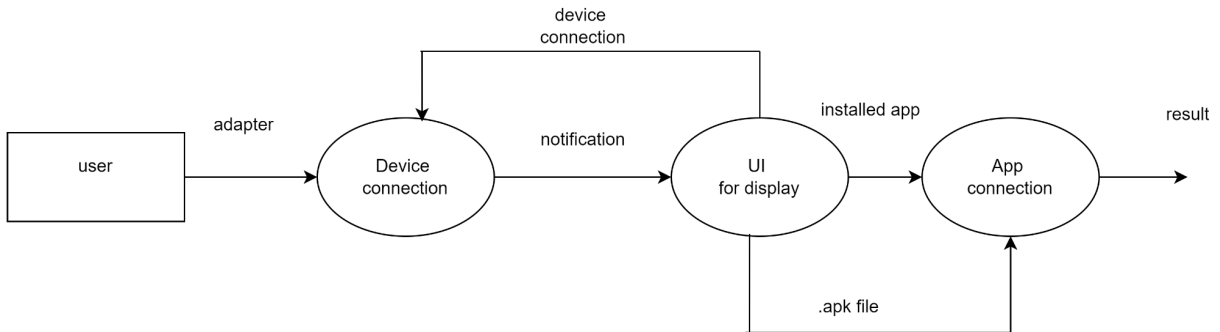 device
connection
adapter
notification
installed app
result
user
Device
connection
UI
for display
App
connection
.apk file